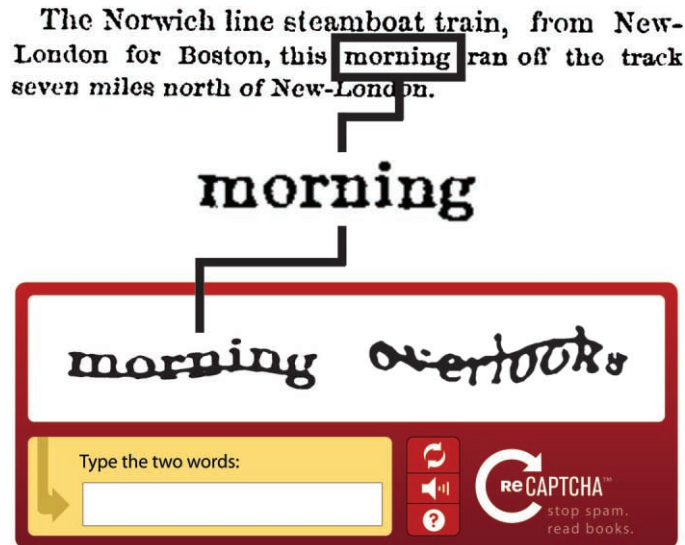 The Norwich line steamboat train, from New-
London for Boston, this morning ran off the track
seven miles north of New-London.
morning
morning overlooks
Type the two words:
ReCAPTCHA™
stop spam.
read books.